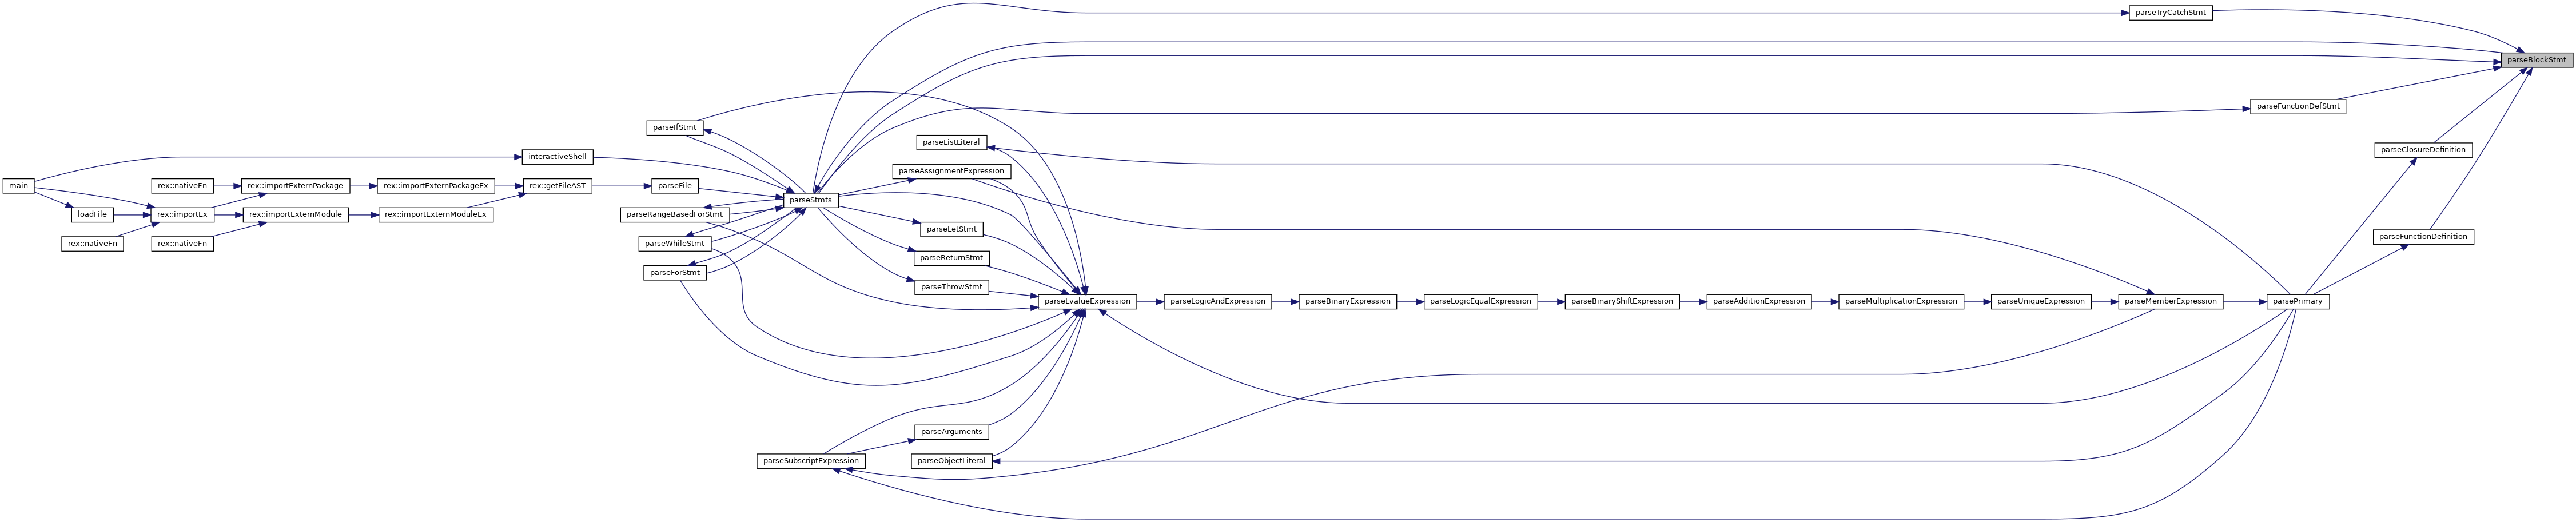 parseTryCatchStmt
parseBlockStmt
parseFunctionDefStmt
parseIfStmt
parseListLiteral
parseClosureDefinition
interactiveShell
parseAssignmentExpression
main
rex::nativeFn
rex::importExternPackage
rex::importExternPackageEx
rex::getFileAST
parseFile
parseStmts
loadFile
rex::importEx
rex::importExternModule
rex::importExternModuleEx
parseRangeBasedForStmt
parseLetStmt
rex::nativeFn
rex::nativeFn
parseWhileStmt
parseFunctionDefinition
parseReturnStmt
parseForStmt
parseThrowStmt
parseLvalueExpression
parseLogicAndExpression
parseBinaryExpression
parseLogicEqualExpression
parseBinaryShiftExpression
parseAdditionExpression
parseMultiplicationExpression
parseUniqueExpression
parseMemberExpression
parsePrimary
parseArguments
parseSubscriptExpression
parseObjectLiteral